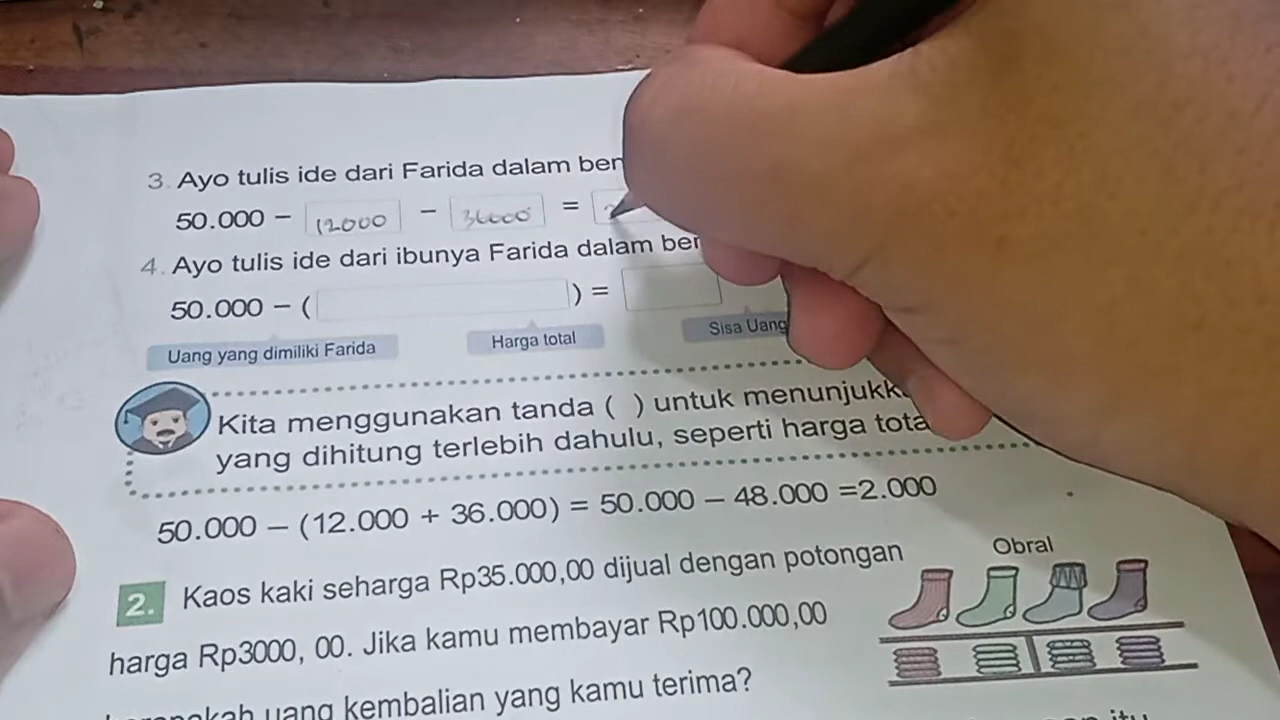 3. Ayo tulis ide dari Farida dalam ben
50.000 − 12000 − 36000 =
4. Ayo tulis ide dari ibunya Farida dalam
50.000 − ( ) =
Uang yang dimiliki Farida Harga total Sisa Uang
Kita menggunakan tanda ( ) untuk menunjukk
yang dihitung terlebih dahulu, seperti harga tota
50.000 − (12.000 + 36.000) = 50.000 − 48.000 =2.000
Obral
2. Kaos kaki seharga Rp35.000,00 dijual dengan potongan
harga Rp3000, 00. Jika kamu membayar Rp100.000,00
uang kembalian yang kamu terima?
itu